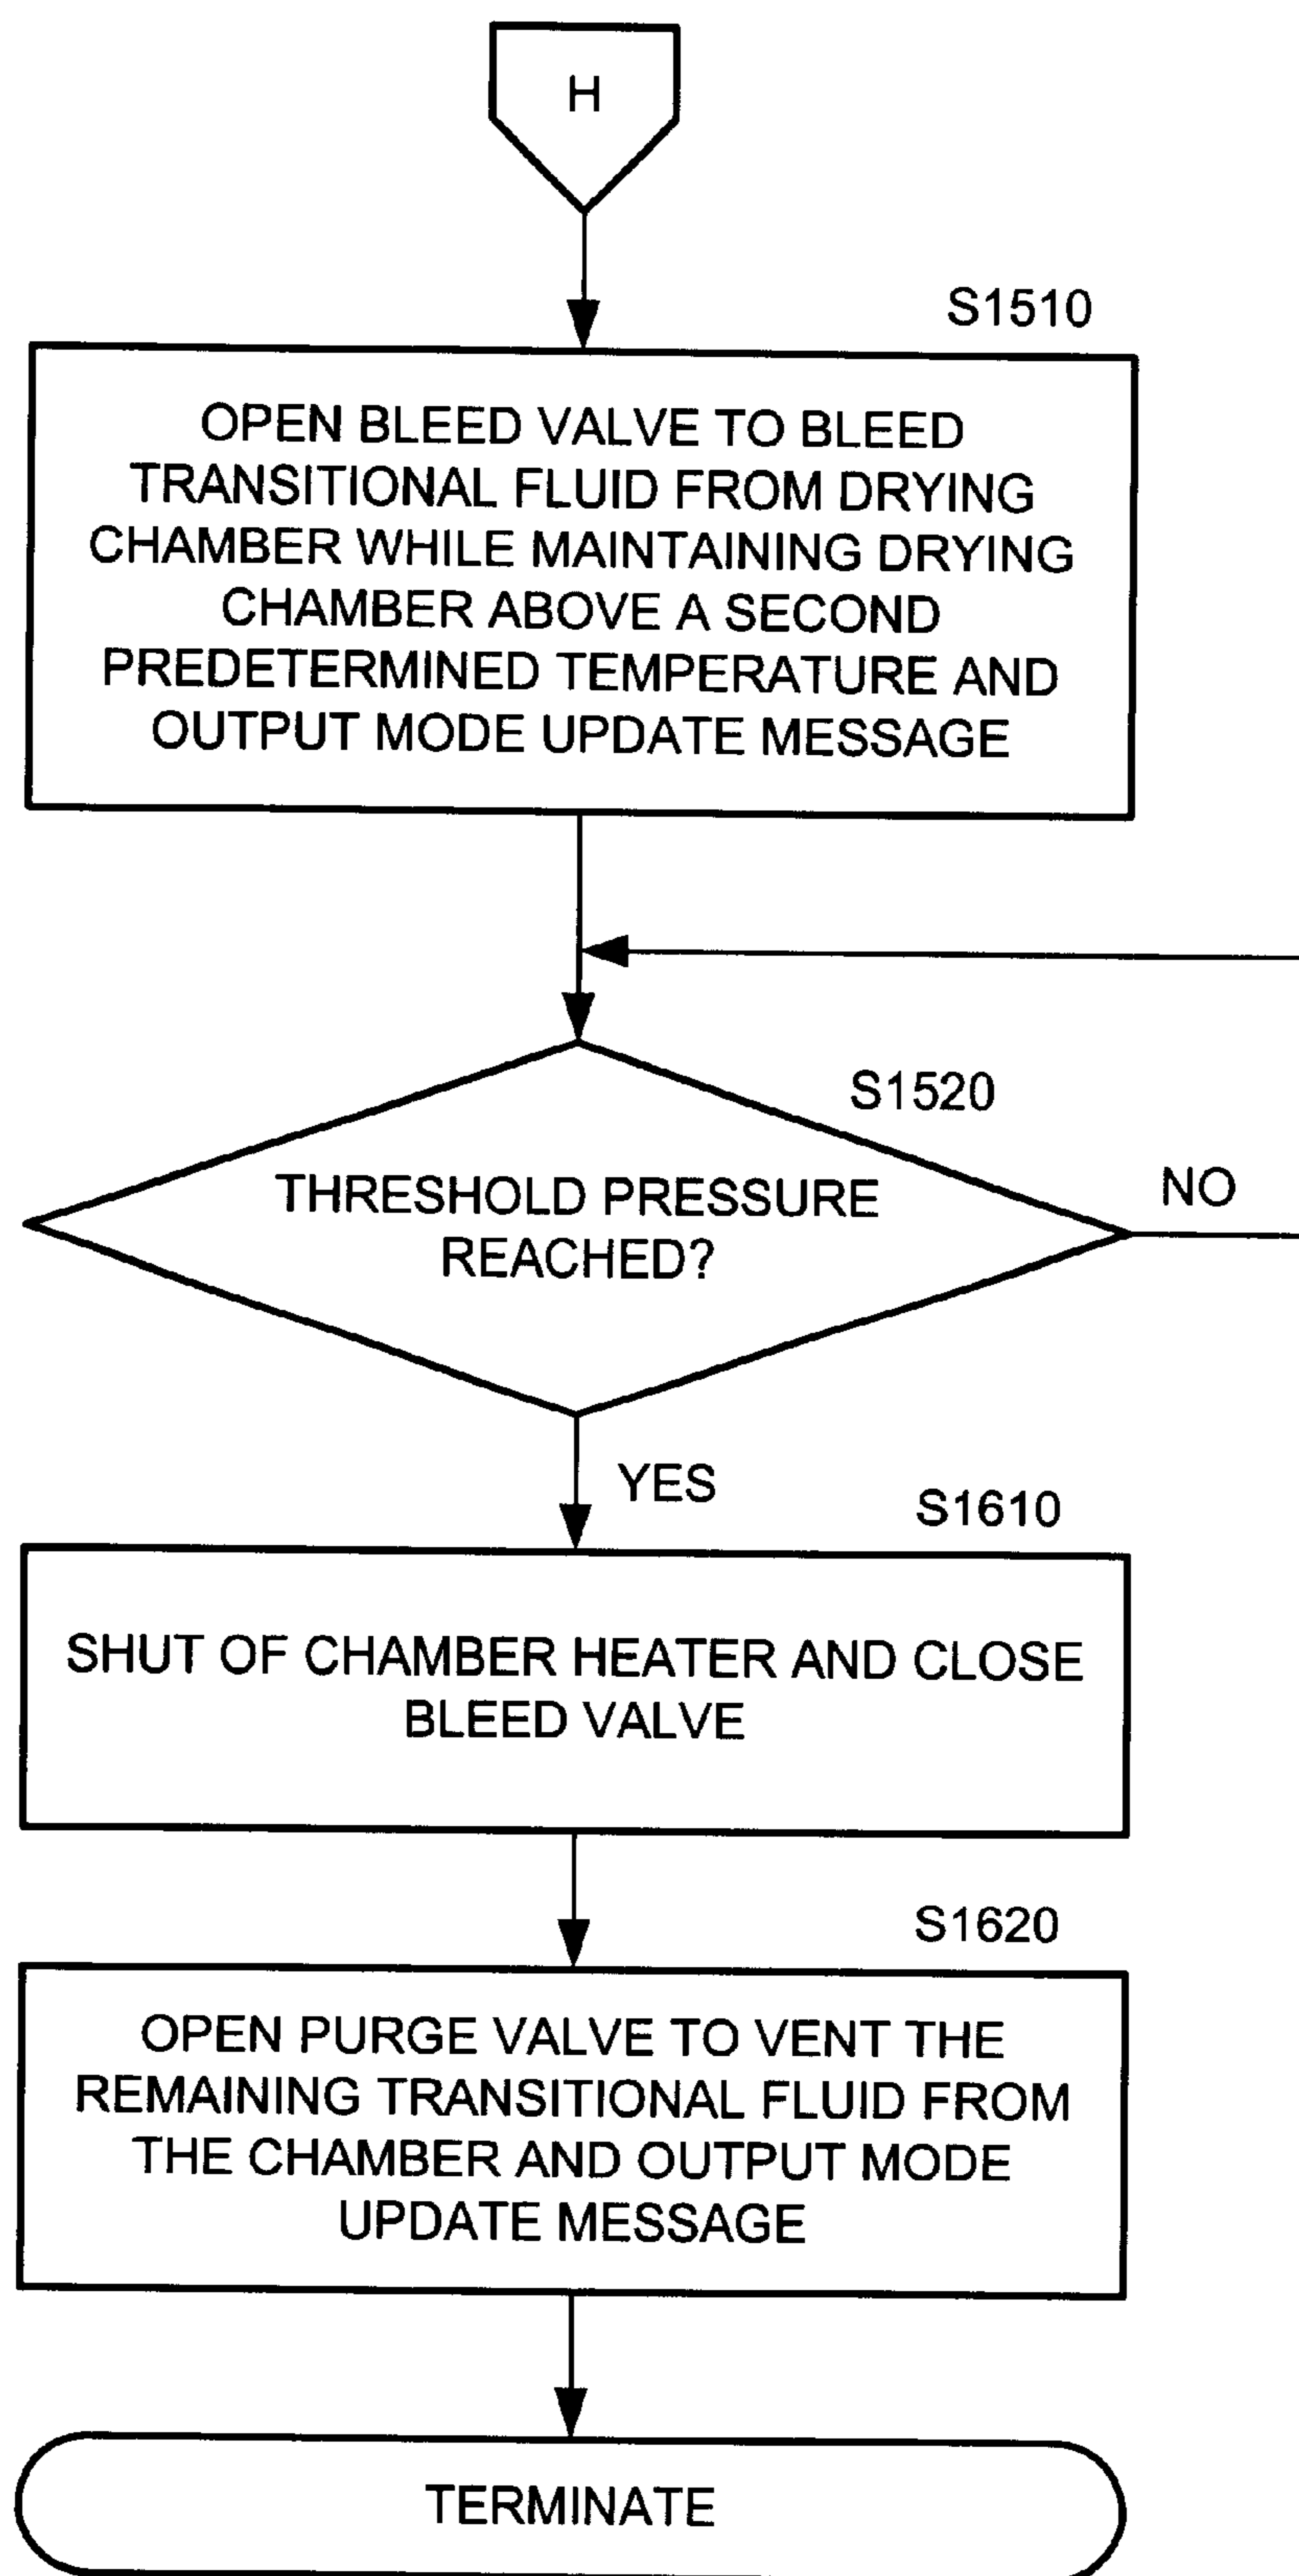 H
S1510
OPEN BLEED VALVE TO BLEED
TRANSITIONAL FLUID FROM DRYING
CHAMBER WHILE MAINTAINING DRYING
CHAMBER ABOVE A SECOND
PREDETERMINED TEMPERATURE AND
OUTPUT MODE UPDATE MESSAGE
S1520
THRESHOLD PRESSURE
REACHED?
NO
YES
S1610
SHUT OF CHAMBER HEATER AND CLOSE
BLEED VALVE
S1620
OPEN PURGE VALVE TO VENT THE
REMAINING TRANSITIONAL FLUID FROM
THE CHAMBER AND OUTPUT MODE
UPDATE MESSAGE
TERMINATE